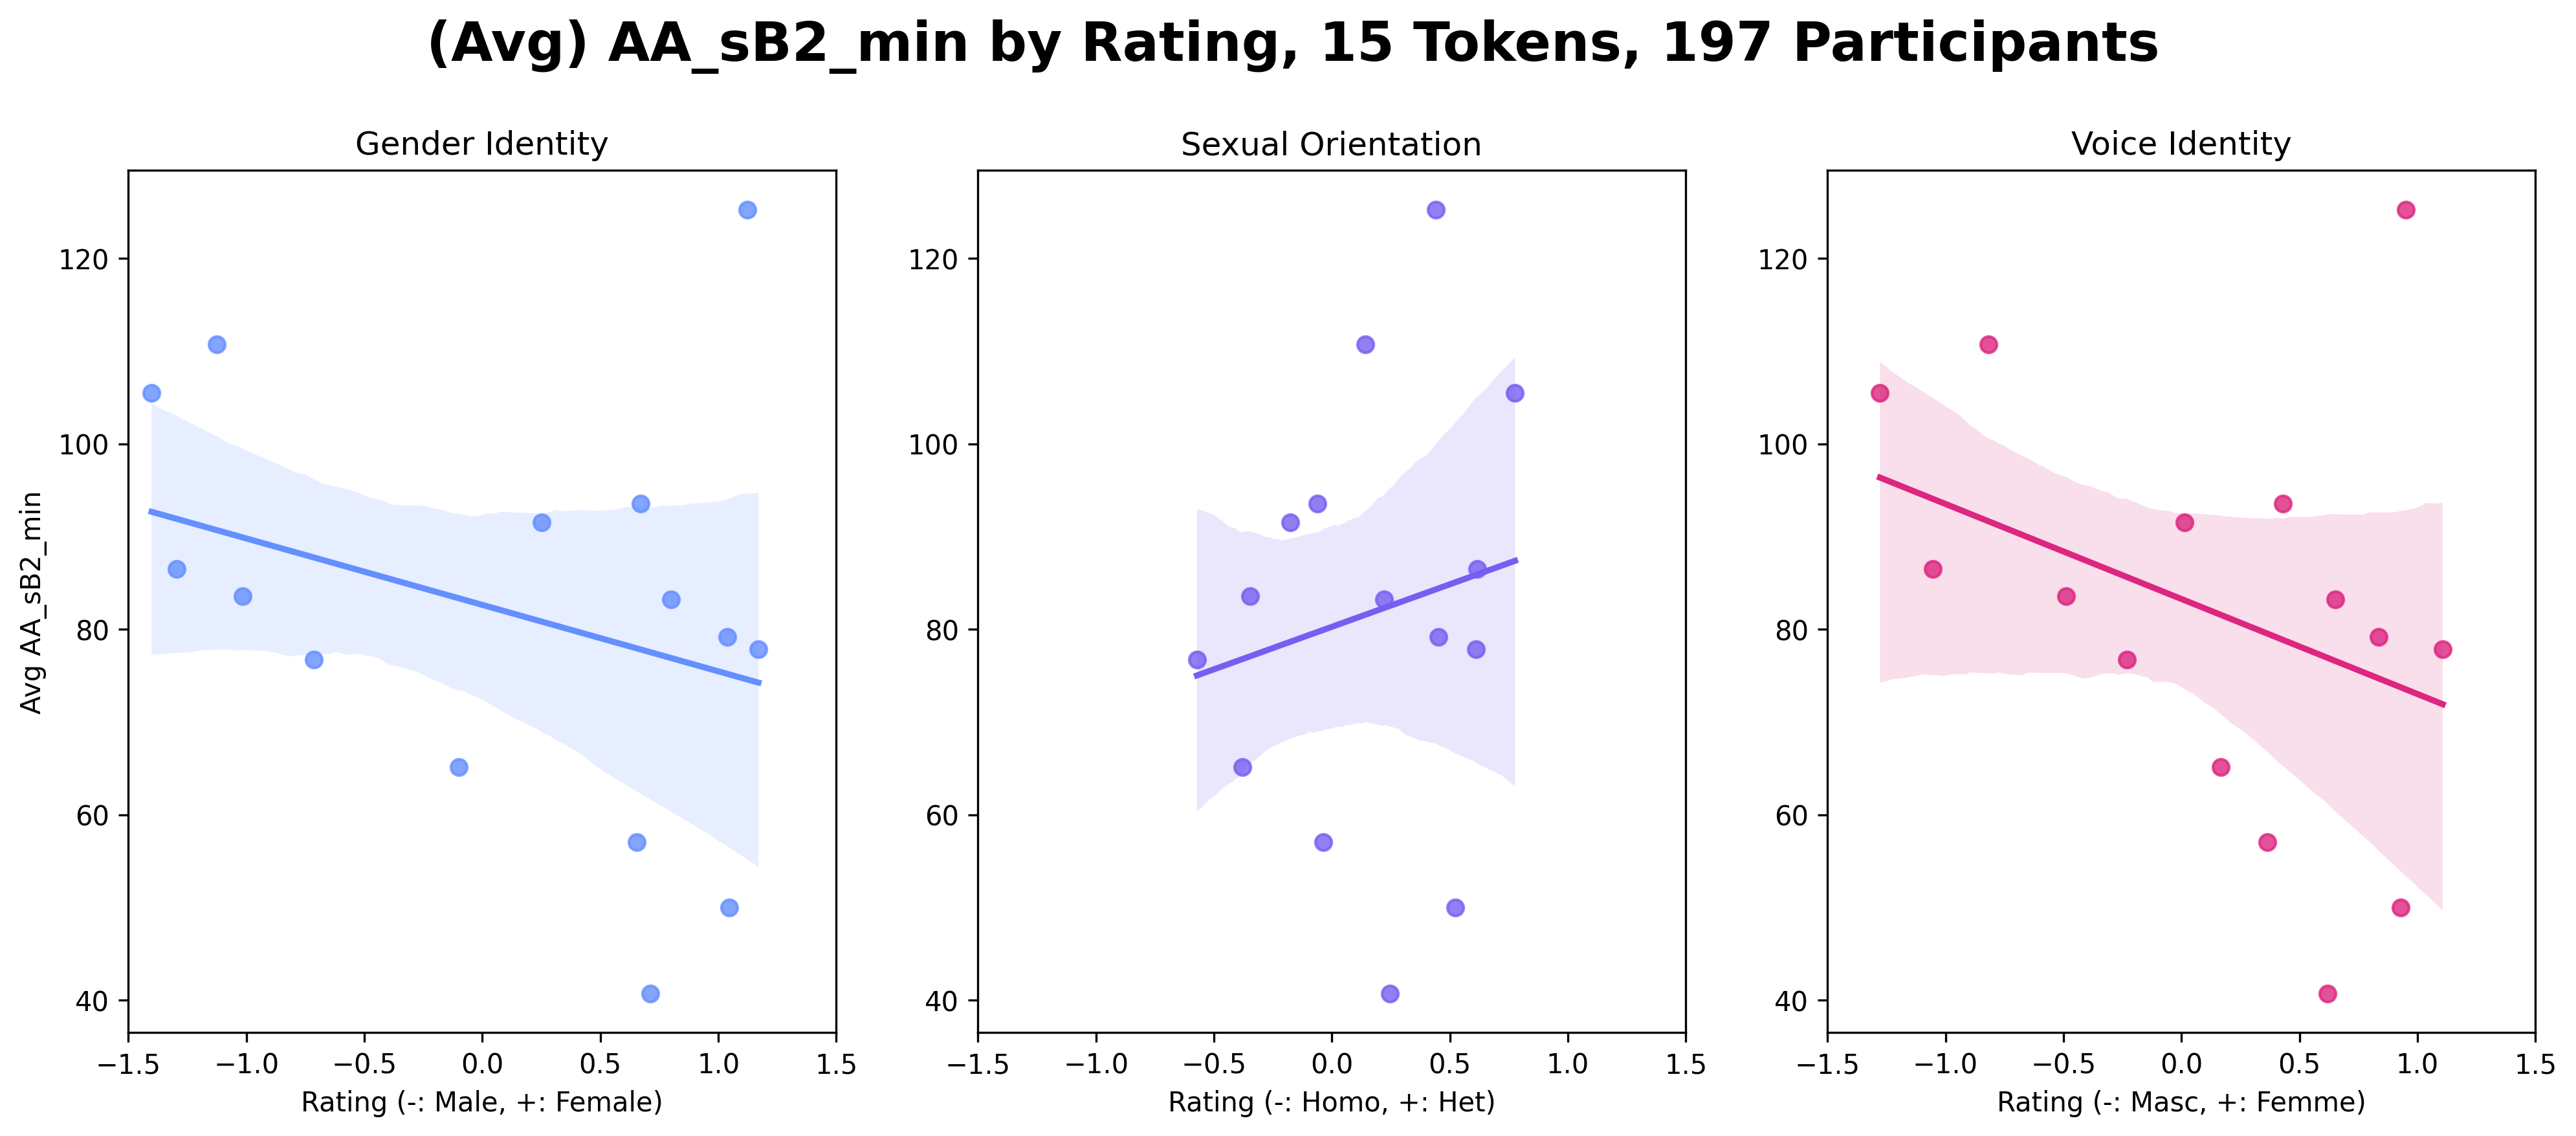 (Avg) AA_sB2_min by Rating, 15 Tokens, 197 Participants
Gender Identity
Avg AA_sB2_min
120
100
80
60
40
−1.5 −1.0 −0.5 0.0 0.5 1.0 1.5
Rating (-: Male, +: Female)
Sexual Orientation
120
100
80
60
40
−1.5 −1.0 −0.5 0.0 0.5 1.0 1.5
Rating (-: Homo, +: Het)
Voice Identity
120
100
80
60
40
−1.5 −1.0 −0.5 0.0 0.5 1.0 1.5
Rating (-: Masc, +: Femme)